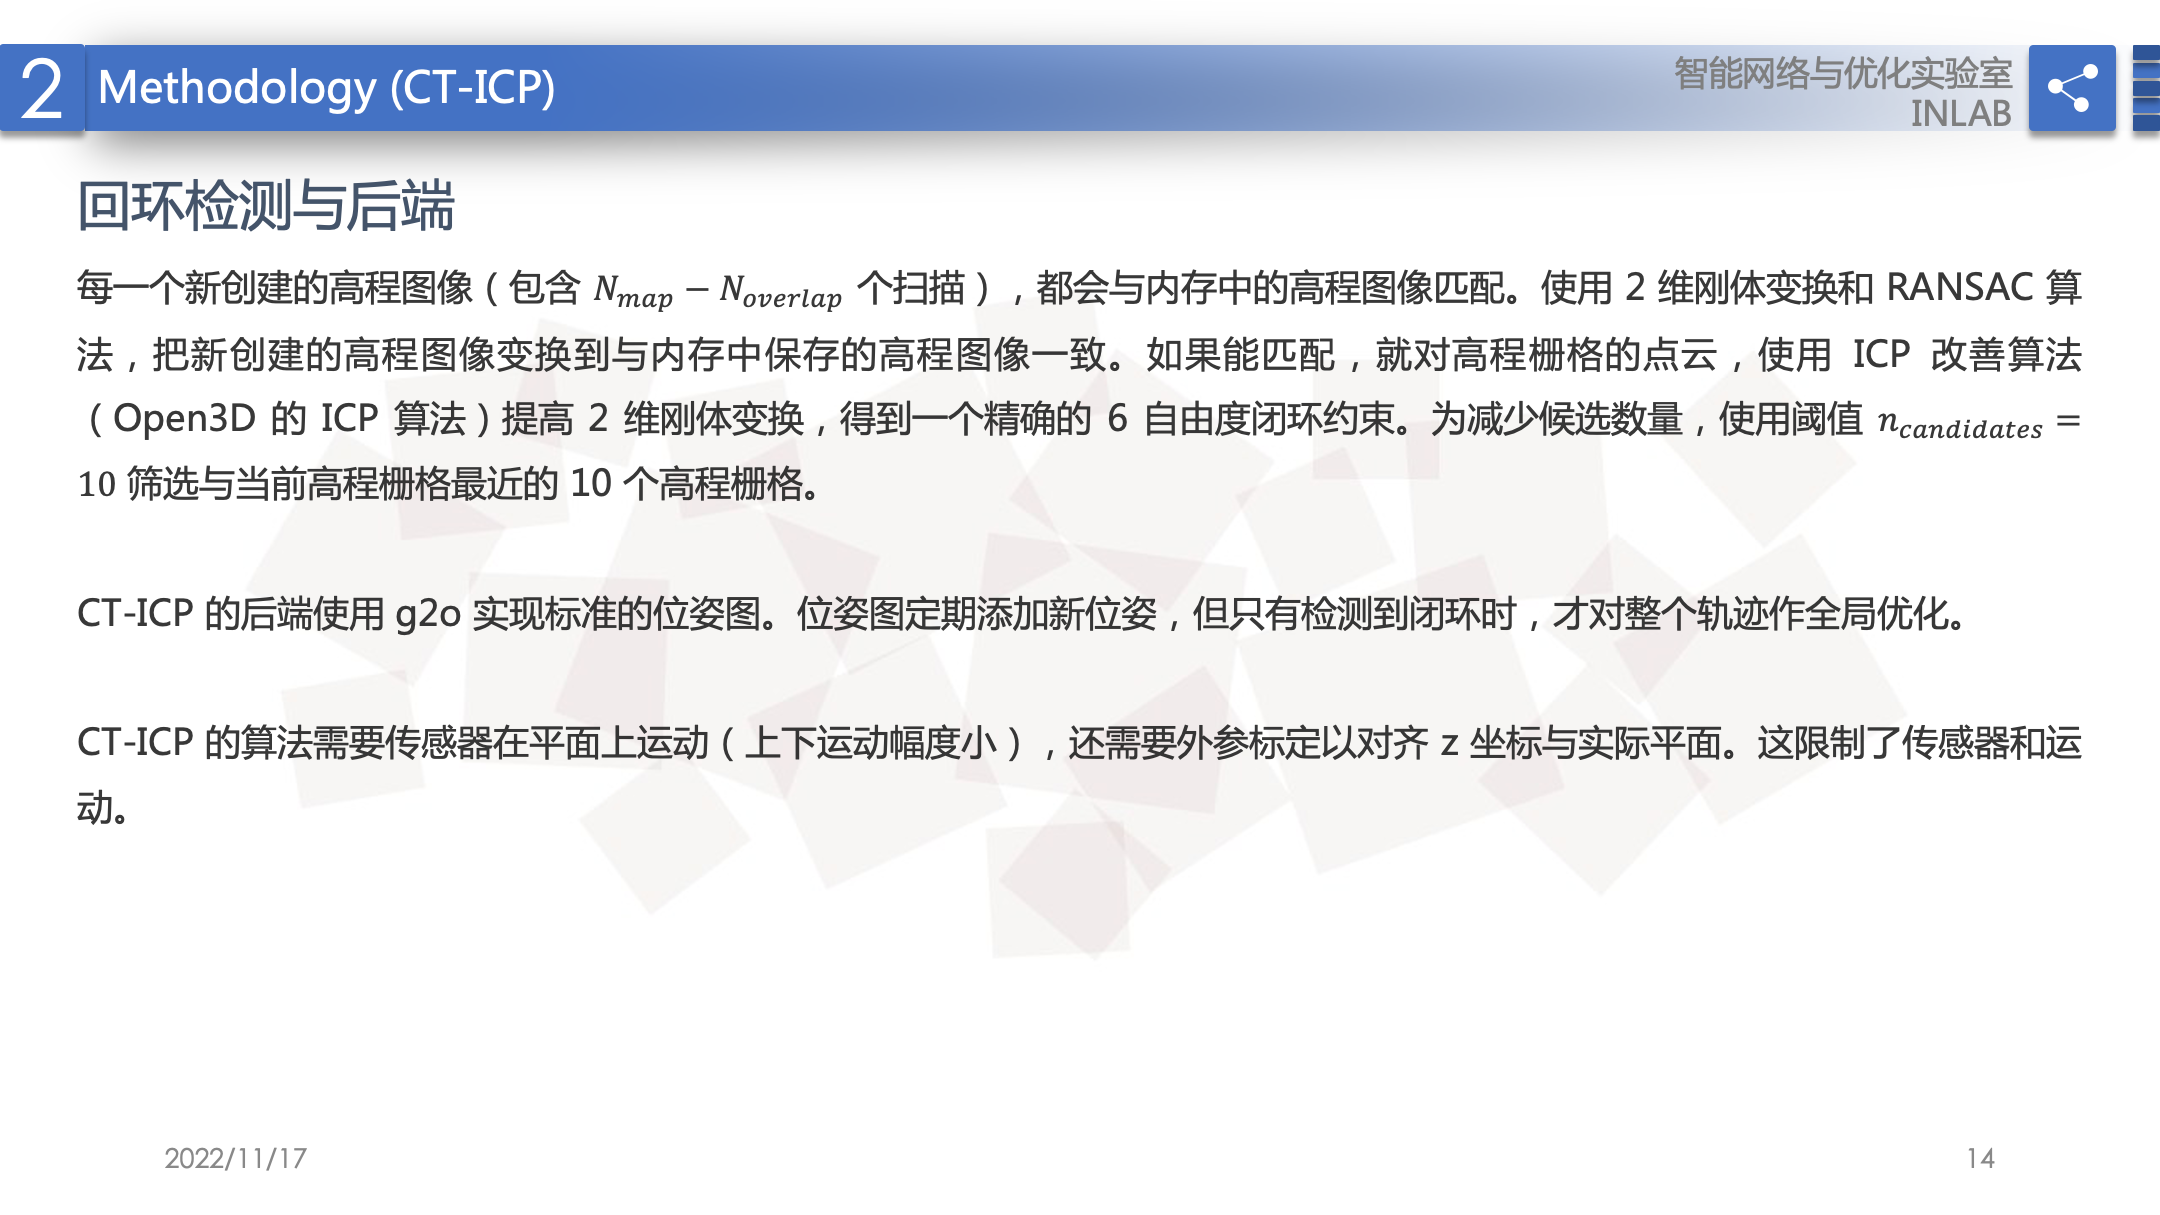 2
Methodology (CT-ICP)
智能网络与优化实验室
INLAB
回环检测与后端
每一个新创建的高程图像（包含 N_map − N_overlap 个扫描），都会与内存中的高程图像匹配。使用 2 维刚体变换和 RANSAC 算
法，把新创建的高程图像变换到与内存中保存的高程图像一致。如果能匹配，就对高程栅格的点云，使用 ICP 改善算法
（Open3D 的 ICP 算法）提高 2 维刚体变换，得到一个精确的 6 自由度闭环约束。为减少候选数量，使用阈值 n_candidates =
10 筛选与当前高程栅格最近的 10 个高程栅格。
CT-ICP 的后端使用 g2o 实现标准的位姿图。位姿图定期添加新位姿，但只有检测到闭环时，才对整个轨迹作全局优化。
CT-ICP 的算法需要传感器在平面上运动（上下运动幅度小），还需要外参标定以对齐 z 坐标与实际平面。这限制了传感器和运
动。
2022/11/17
14